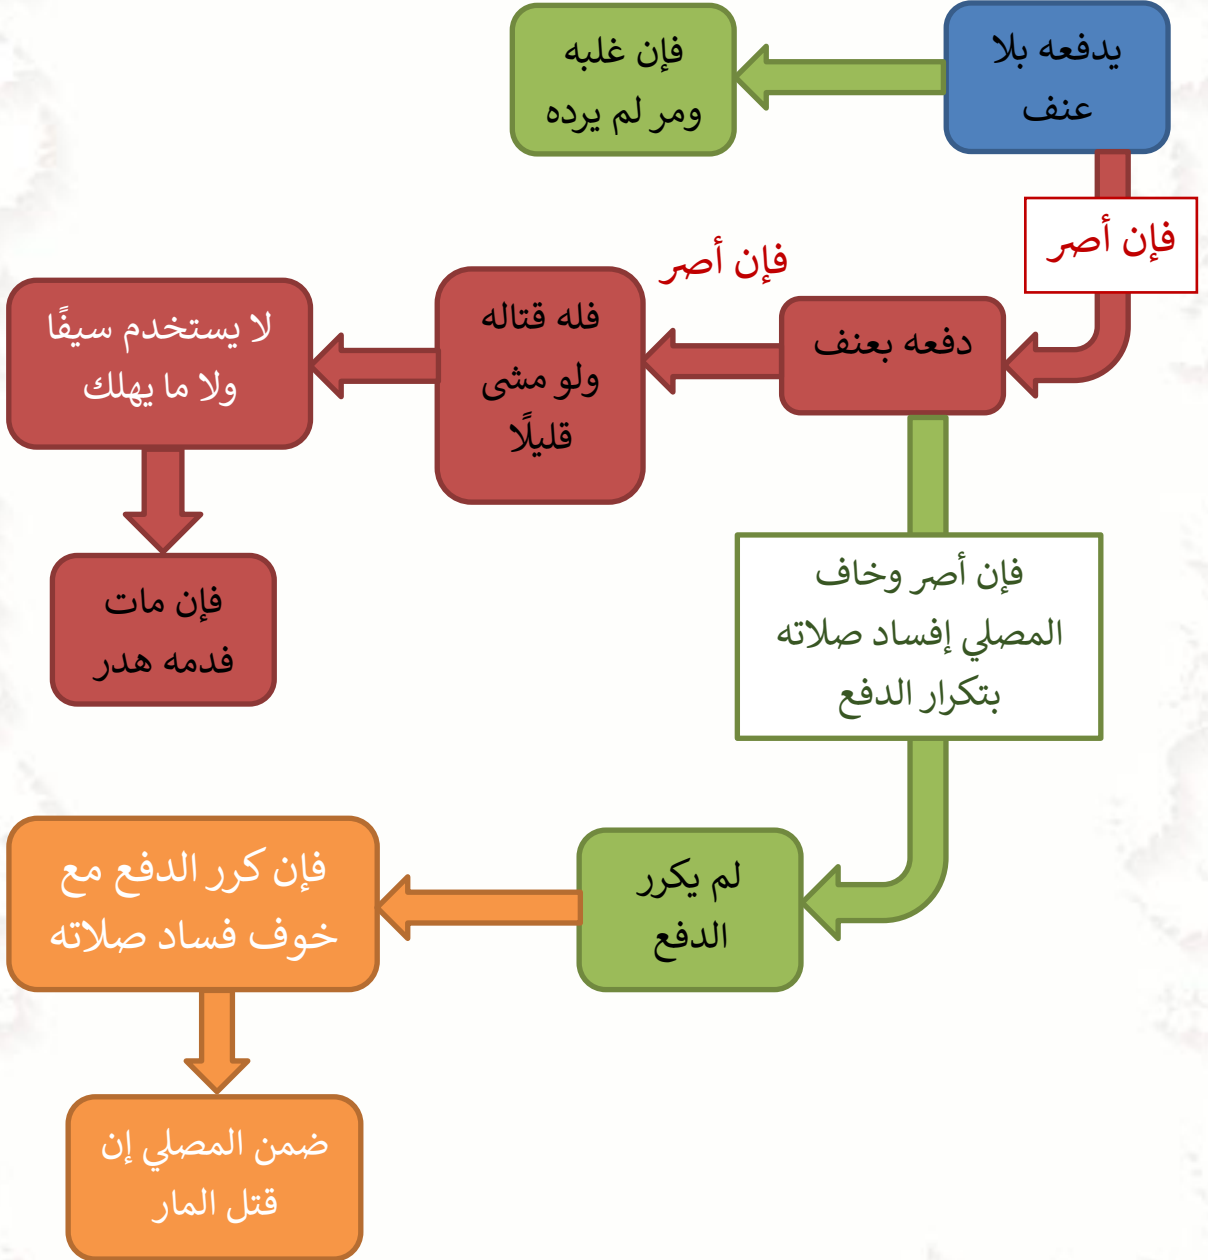 يدفعه بلا
عنف
فإن غلبه
ومر لم يرده
فإن أصر
دفعه بعنف
فإن أصر
فله قتاله
ولو مشى
قليلًا
لا يستخدم سيفًا
ولا ما يهلك
فإن مات
فدمه هدر
فإن أصر وخاف
المصلي إفساد صلاته
بتكرار الدفع
لم يكرر
الدفع
فإن كرر الدفع مع
خوف فساد صلاته
ضمن المصلي إن
قتل المار